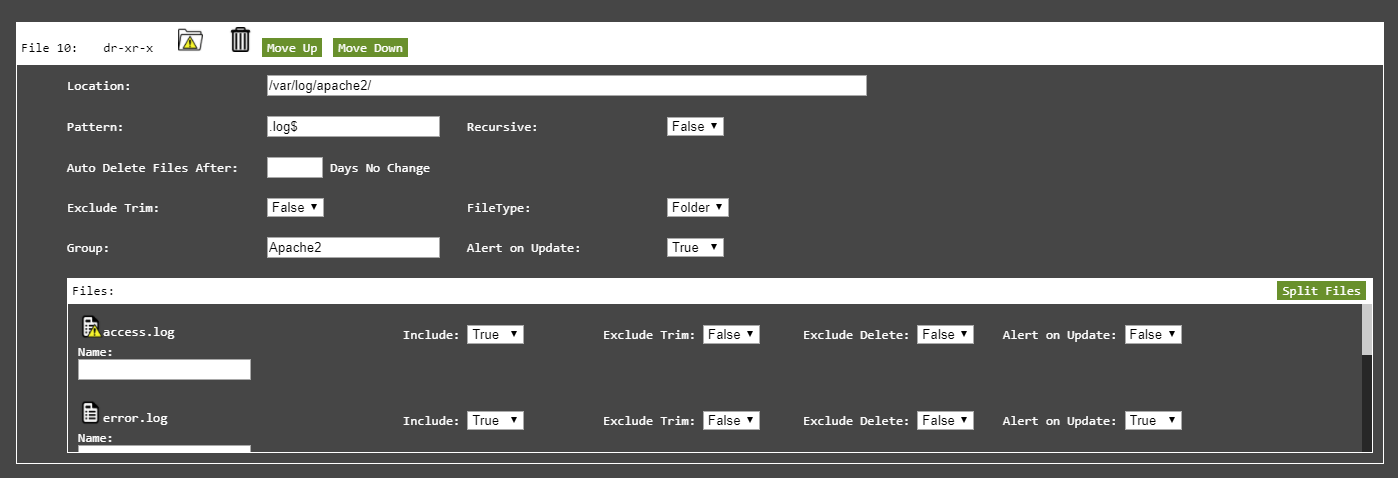 File 10: dr-xr-x Move Up Move Down
Location: /var/log/apache2/
Pattern: .log$ Recursive: False
Auto Delete Files After: Days No Change
Exclude Trim: False FileType: Folder
Group: Apache2 Alert on Update: True
Files: Split Files
access.log Include: True Exclude Trim: False Exclude Delete: False Alert on Update: False
Name:
error.log Include: True Exclude Trim: False Exclude Delete: False Alert on Update: True
Name: